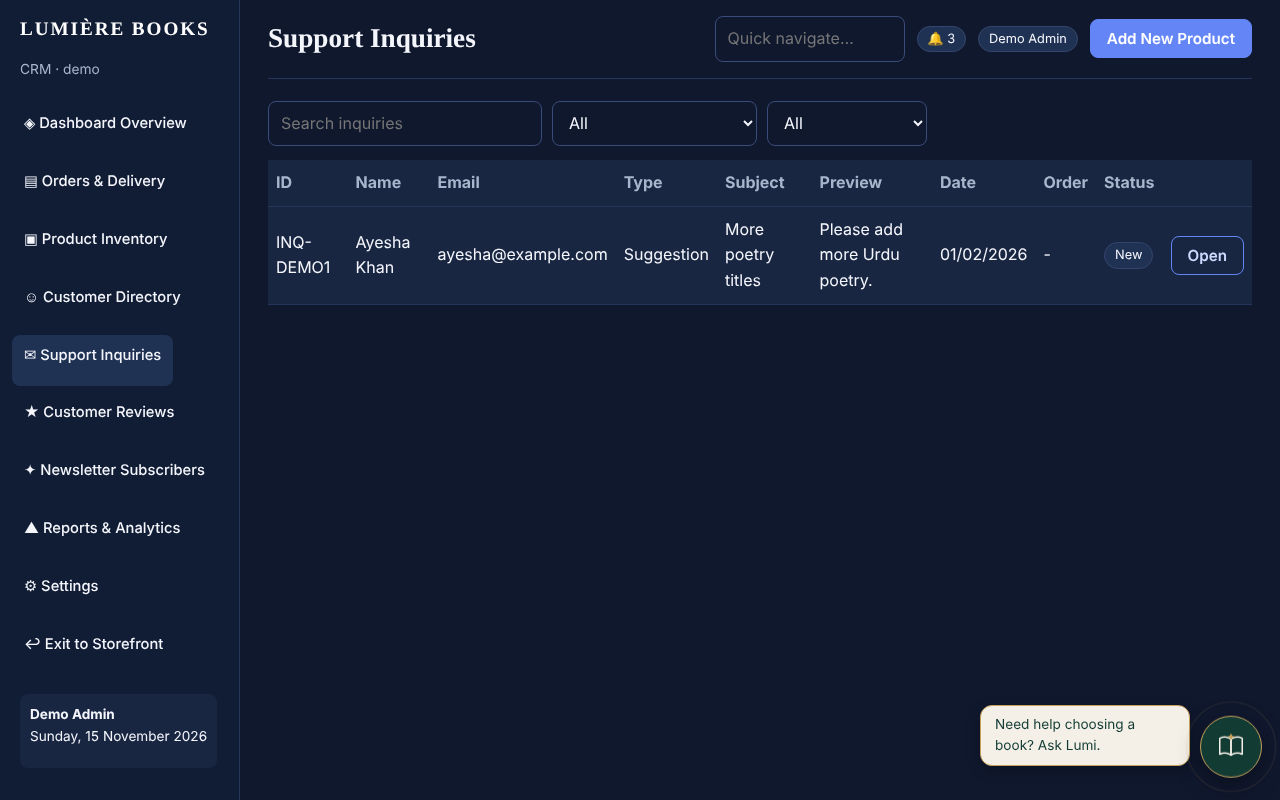 LUMIÈRE BOOKS
CRM · demo
◈ Dashboard Overview
▤ Orders & Delivery
▣ Product Inventory
☺ Customer Directory
✉ Support Inquiries
★ Customer Reviews
✦ Newsletter Subscribers
▲ Reports & Analytics
⚙ Settings
↩ Exit to Storefront
Demo Admin
Sunday, 15 November 2026
Support Inquiries
Quick navigate...
🔔 3
Demo Admin
Add New Product
Search inquiries
All
All
ID Name Email Type Subject Preview Date Order Status
INQ-DEMO1 Ayesha Khan ayesha@example.com Suggestion More poetry titles Please add more Urdu poetry. 01/02/2026 - New Open
Need help choosing a
book? Ask Lumi.